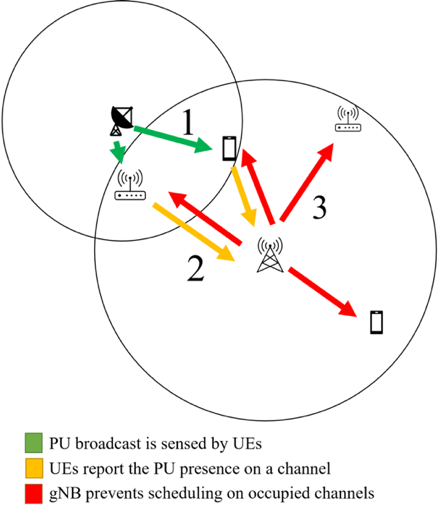 1
2
3
PU broadcast is sensed by UEs
UEs report the PU presence on a channel
gNB prevents scheduling on occupied channels